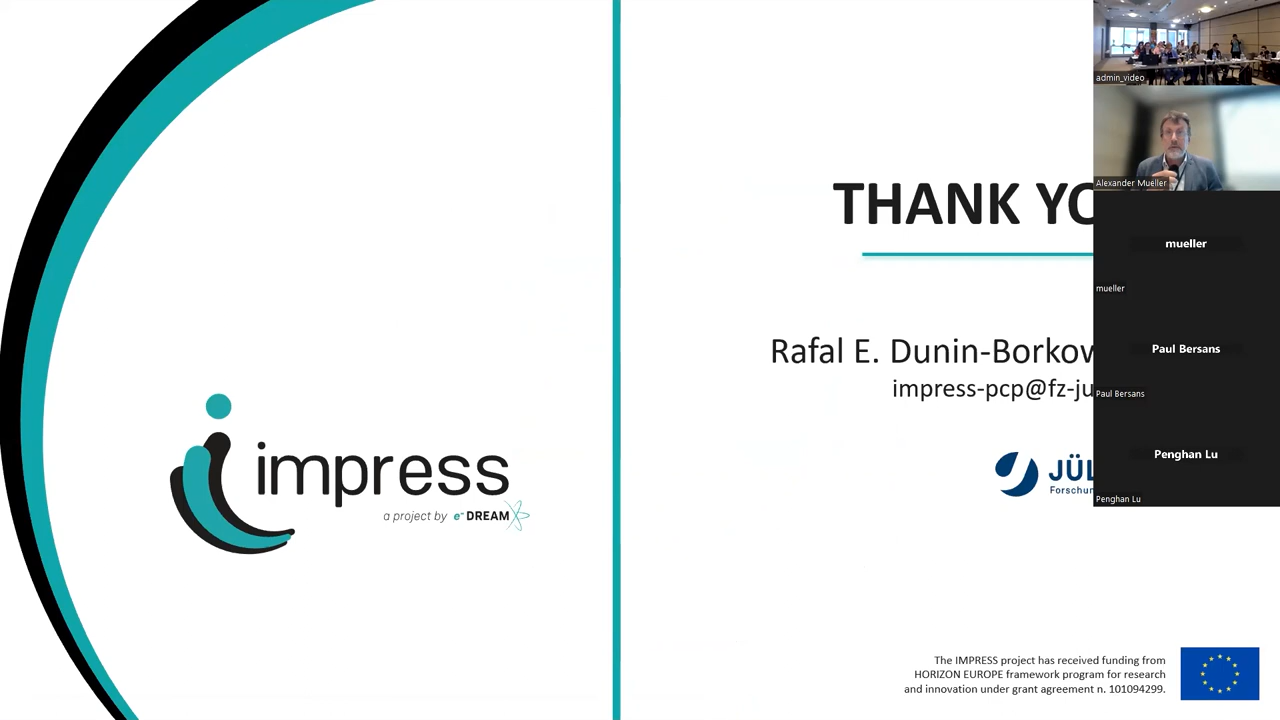 THANK YO
Rafal E. Dunin-Borkov
impress-pcp@fz-ju
impress
a project by e⁻ DREAM
JÜL
Forschun
The IMPRESS project has received funding from
HORIZON EUROPE framework program for research
and innovation under grant agreement n. 101094299.
admin_video
Alexander Mueller
mueller
mueller
Paul Bersans
Paul Bersans
Penghan Lu
Penghan Lu